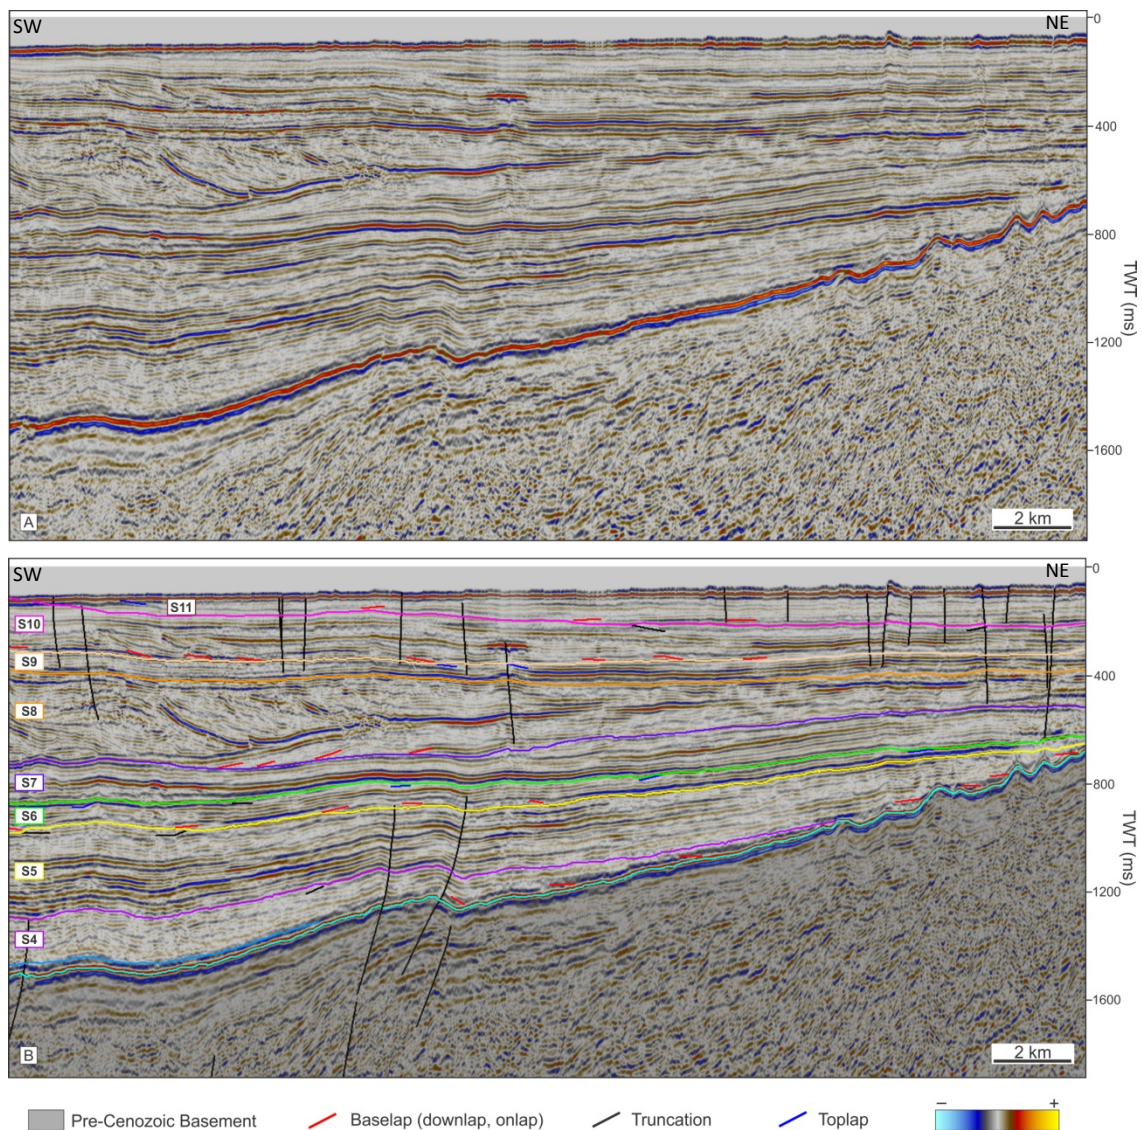 SW
NE
0
400
800
TWT (ms)
1200
1600
A
2 km
SW
NE
0
S11
S10
S9
400
S8
S7
800
S6
TWT (ms)
S5
1200
S4
1600
B
2 km
− +
Pre-Cenozoic Basement Baselap (downlap, onlap) Truncation Toplap